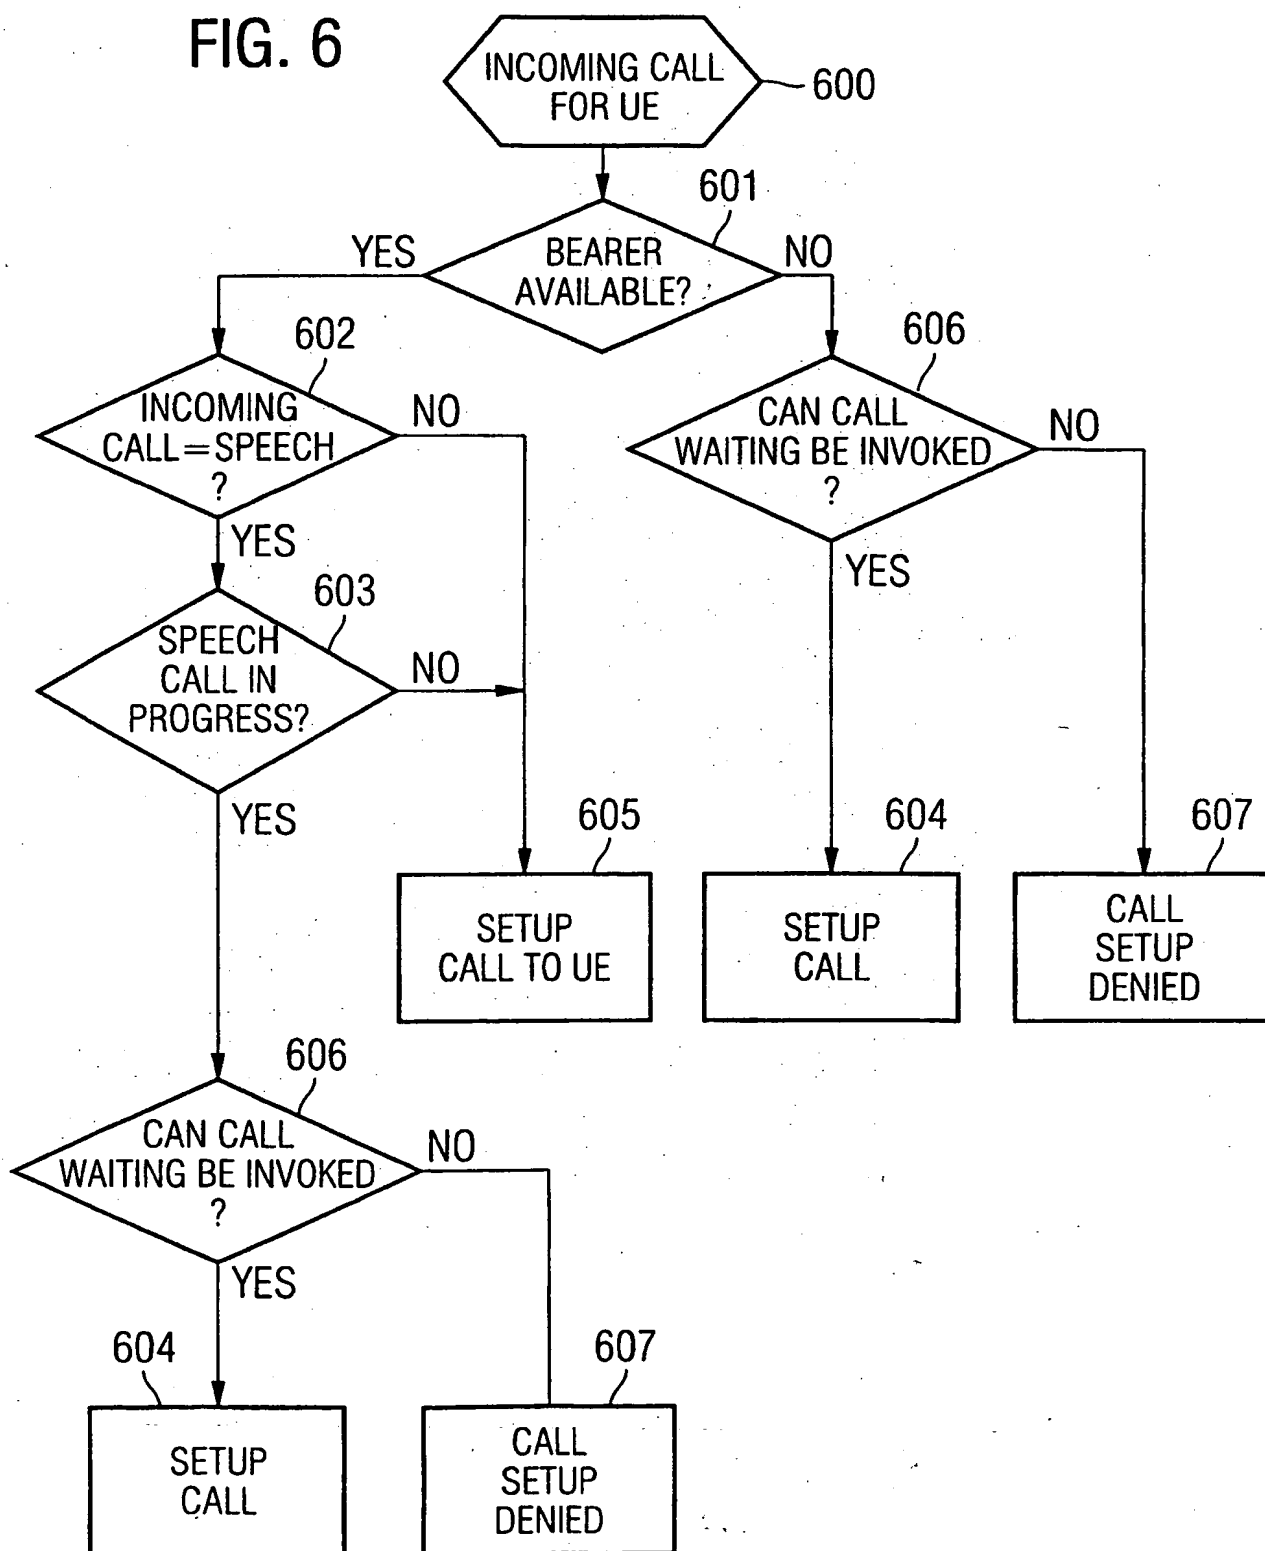 FIG. 6
INCOMING CALL
FOR UE
600
601
BEARER
AVAILABLE?
YES
NO
602
INCOMING
CALL=SPEECH
?
NO
YES
606
CAN CALL
WAITING BE INVOKED
?
NO
YES
603
SPEECH
CALL IN
PROGRESS?
NO
YES
605
SETUP
CALL TO UE
604
SETUP
CALL
607
CALL
SETUP
DENIED
606
CAN CALL
WAITING BE INVOKED
?
NO
YES
604
SETUP
CALL
607
CALL
SETUP
DENIED